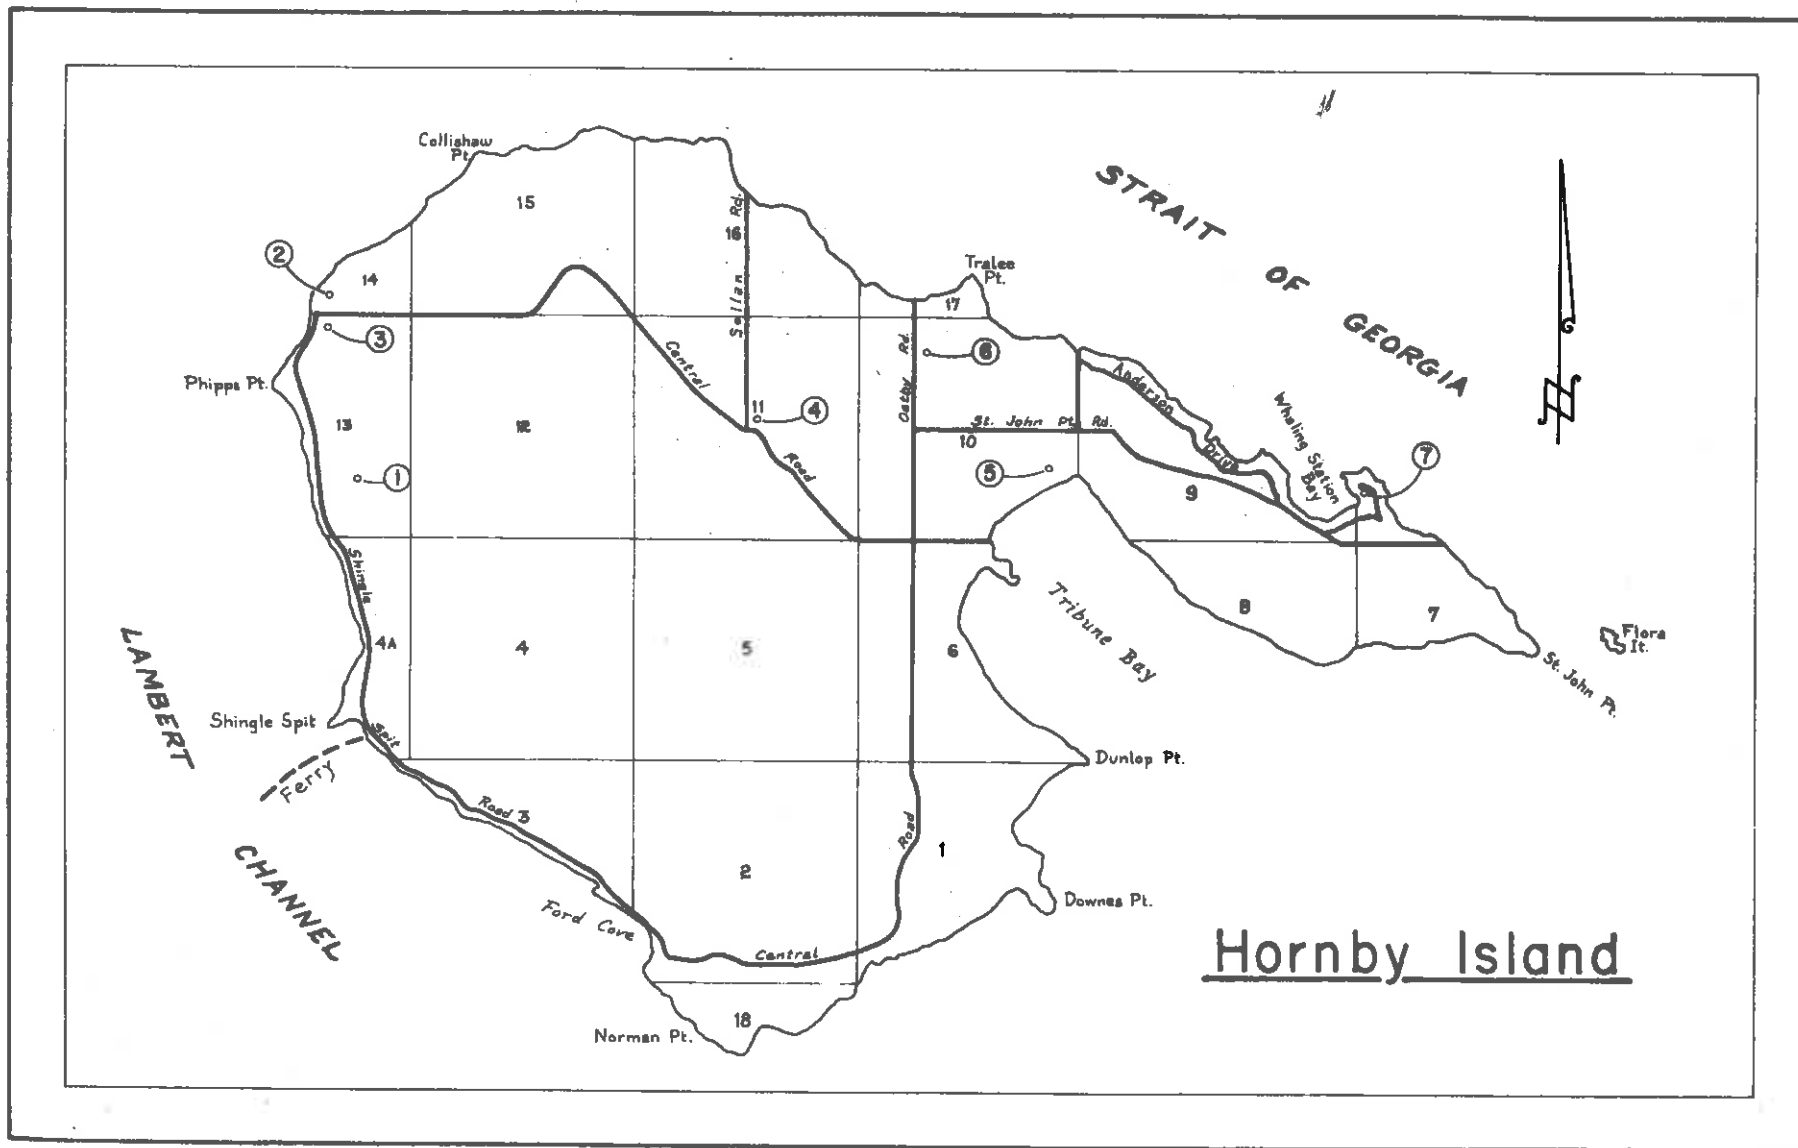 Collishaw
Pt.
STRAIT OF GEORGIA
15
16
Sollan Rd.
2
14
Tralee
Pt.
17
3
6
Oatby Rd.
Central
Road
Phipps Pt.
Andersen
Drive
Whaling Station
Bay
13
12
11
4
St. John Pt. Rd.
10
1
5
9
7
Shingle
Spit
Road 3
4A
4
5
6
Tribune Bay
8
7
Flora
It.
St. John Pt.
LAMBERT
CHANNEL
Shingle Spit
Ferry
Dunlop Pt.
Road
1
2
Downes Pt.
Ford Cove
Central
Hornby Island
18
Norman Pt.
N